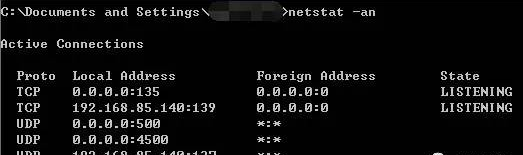 C:\Documents and Settings\ >netstat -an
Active Connections
Proto Local Address Foreign Address State
TCP 0.0.0.0:135 0.0.0.0:0 LISTENING
TCP 192.168.85.140:139 0.0.0.0:0 LISTENING
UDP 0.0.0.0:500 *:*
UDP 0.0.0.0:4500 *:*
UDP 192.168.85.140:137 *:*